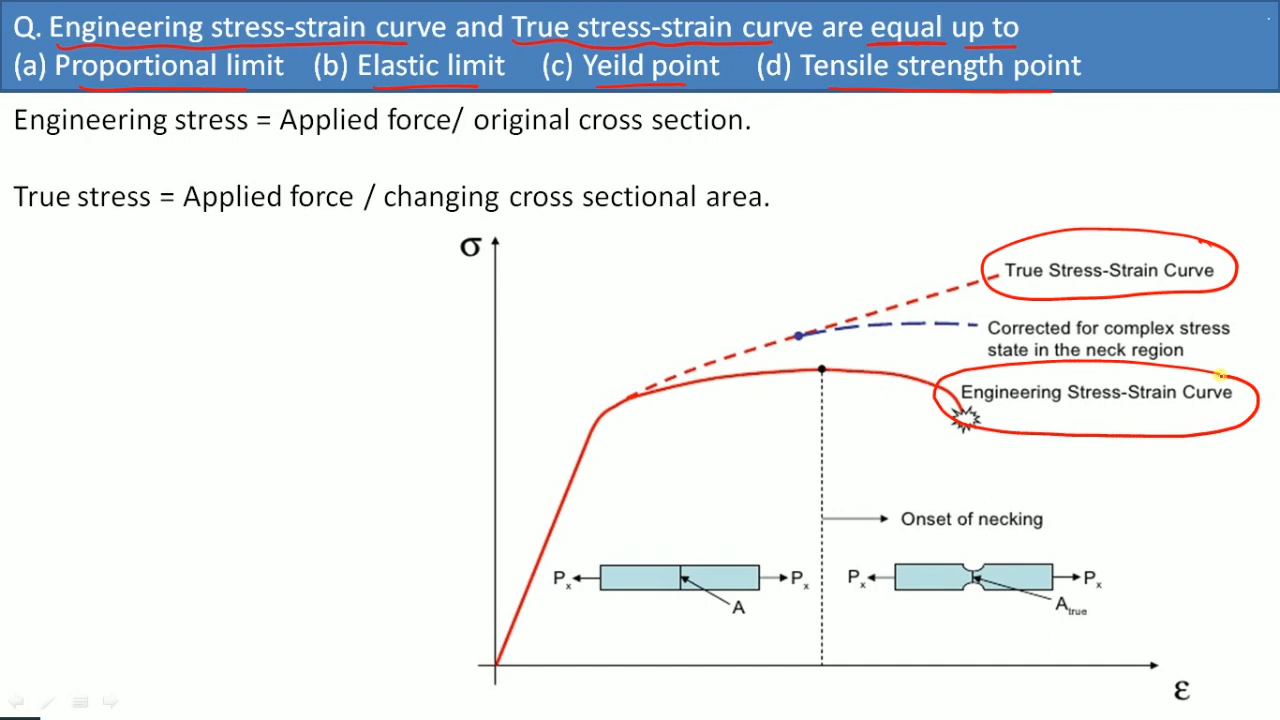 Q. Engineering stress-strain curve and True stress-strain curve are equal up to
(a) Proportional limit (b) Elastic limit (c) Yeild point (d) Tensile strength point
Engineering stress = Applied force/ original cross section.
True stress = Applied force / changing cross sectional area.
σ
True Stress-Strain Curve
Corrected for complex stress
state in the neck region
Engineering Stress-Strain Curve
Onset of necking
Px Px Px Px
A Atrue
ε